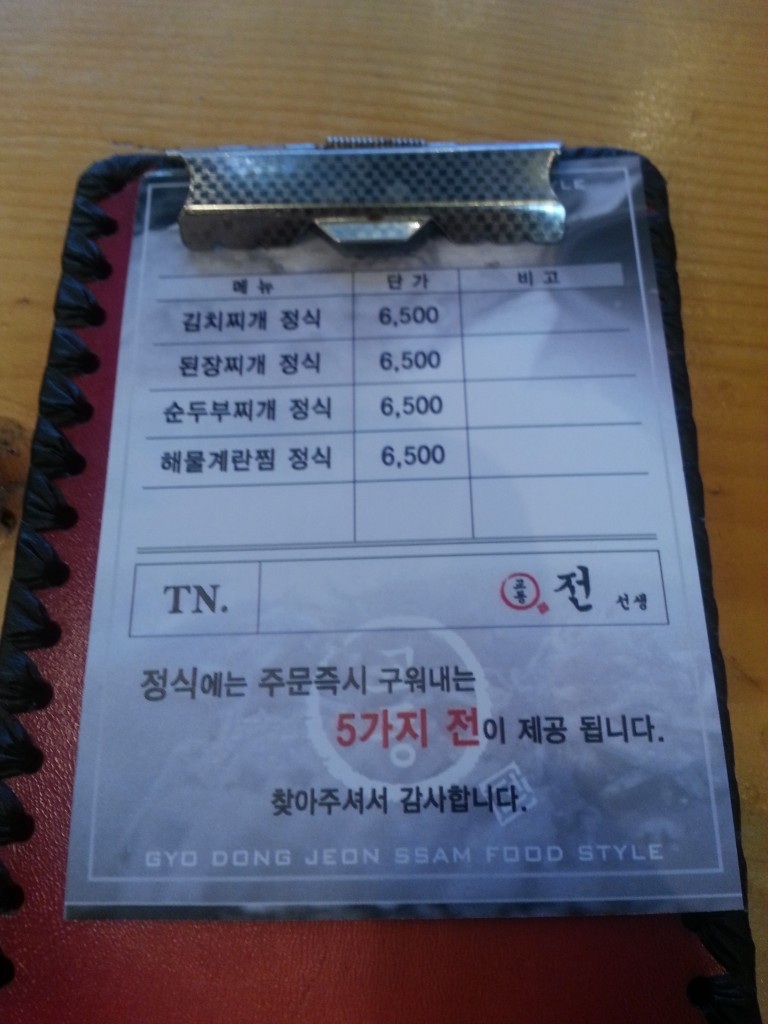 LE
메뉴 단가 비고
김치찌개 정식 6,500
된장찌개 정식 6,500
순두부찌개 정식 6,500
해물계란찜 정식 6,500
TN. 교동 전 선생
정식에는 주문즉시 구워내는
5가지 전이 제공 됩니다.
찾아주셔서 감사합니다.
GYO DONG JEON SSAM FOOD STYLE